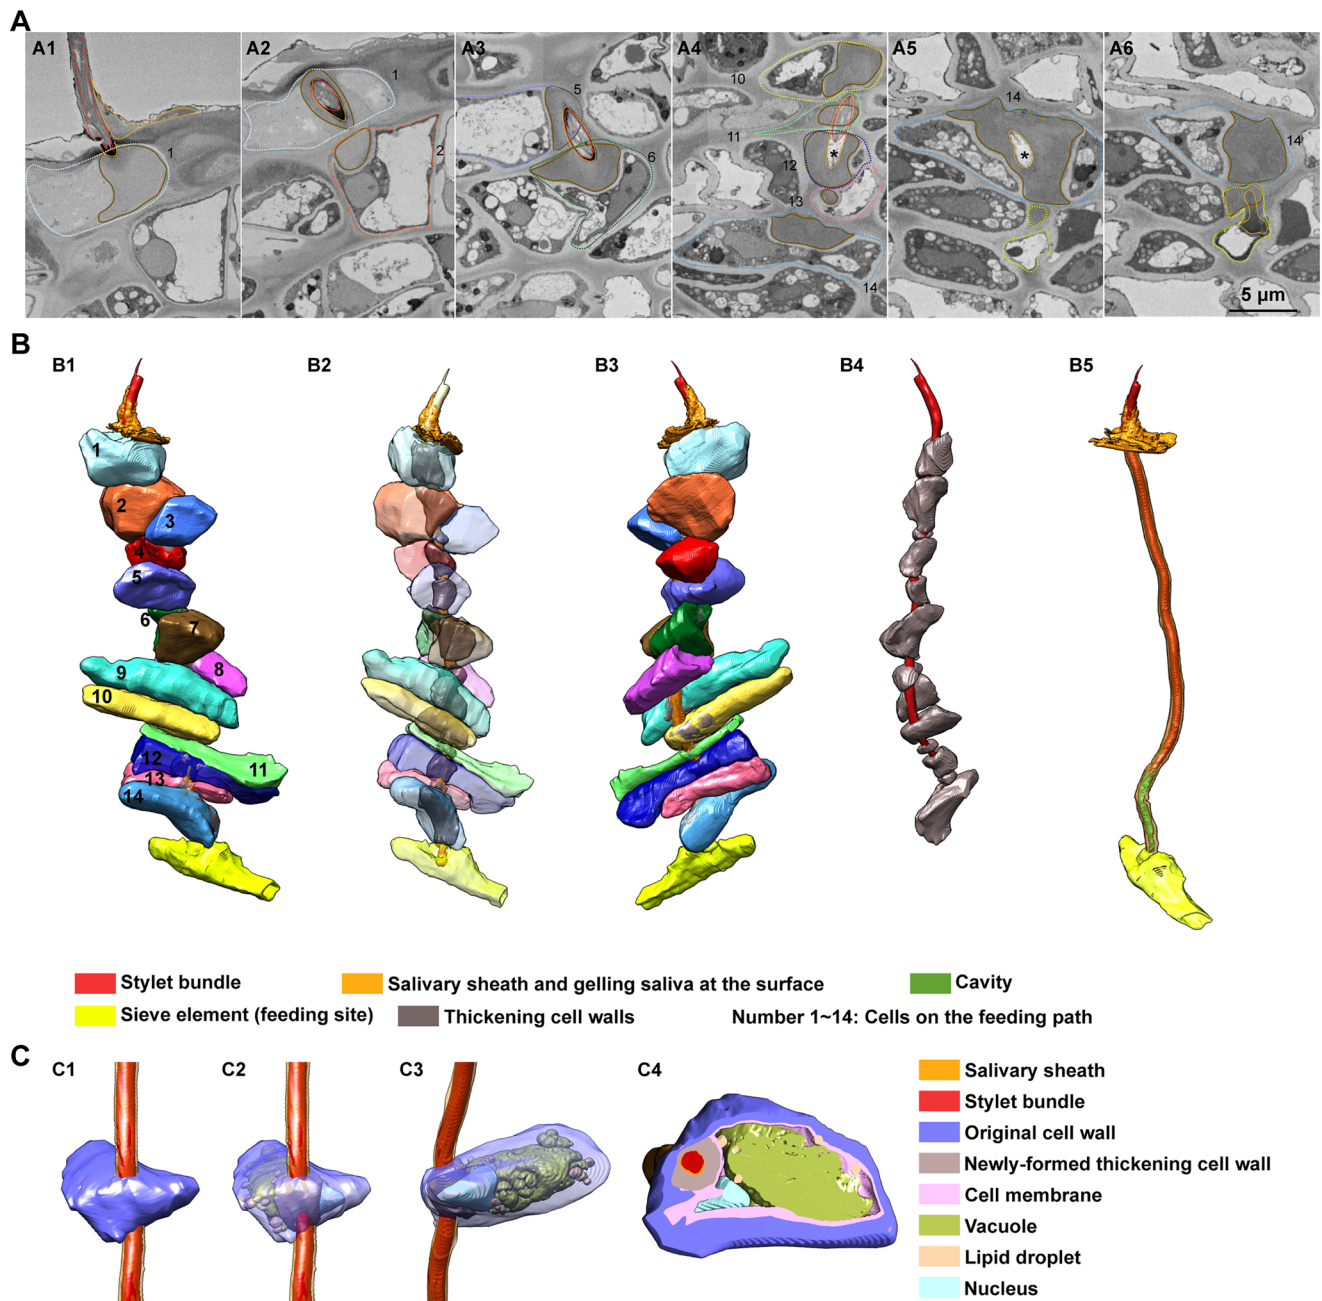 A
A1 A2 A3 A4 A5 A6
1 1 2 5 6 10 11 12 13 14 14 14 14
* *
5 μm
B
B1 B2 B3 B4 B5
1
2
3
4
5
6
7
8
9
10
11
12
13
14
Stylet bundle
Salivary sheath and gelling saliva at the surface
Cavity
Sieve element (feeding site)
Thickening cell walls
Number 1~14: Cells on the feeding path
C
C1 C2 C3 C4
Salivary sheath
Stylet bundle
Original cell wall
Newly-formed thickening cell wall
Cell membrane
Vacuole
Lipid droplet
Nucleus